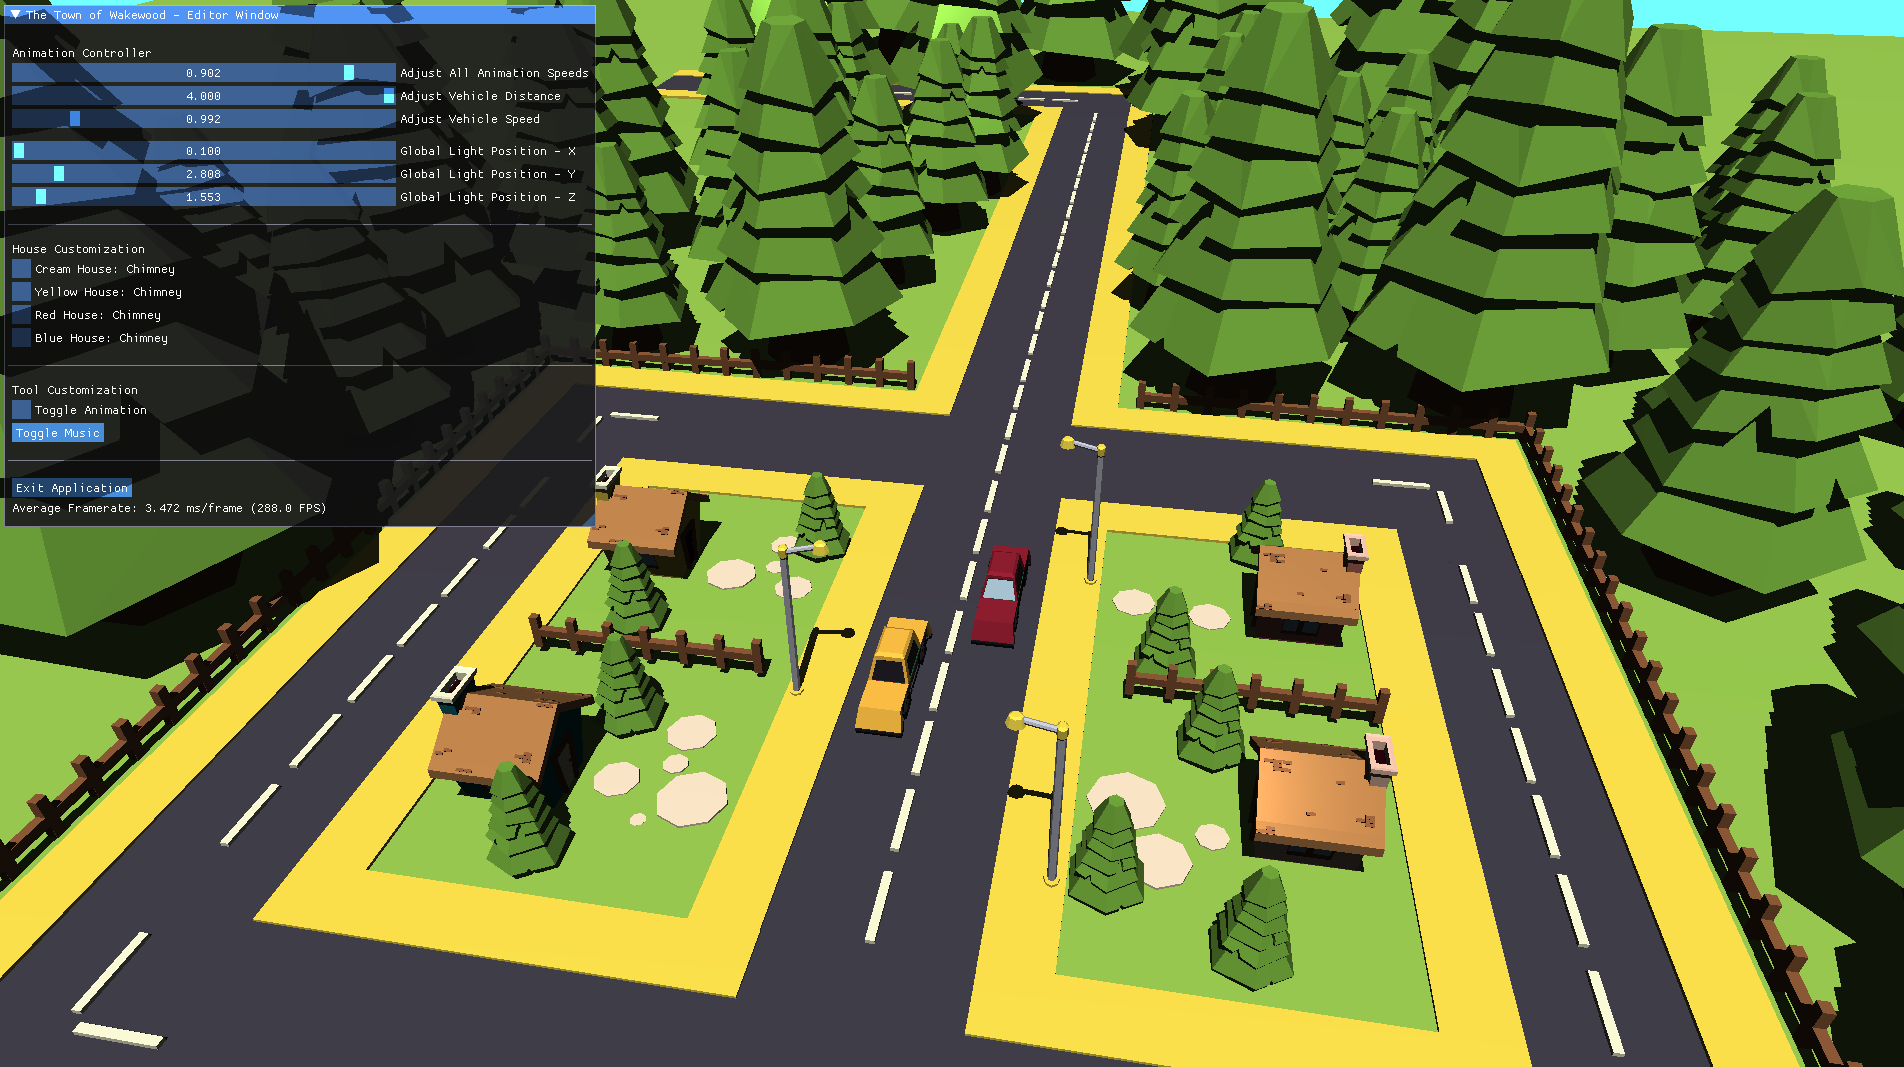 The Town of Wakewood - Editor Window
Animation Controller
0.902 Adjust All Animation Speeds
4.000 Adjust Vehicle Distance
0.992 Adjust Vehicle Speed
0.100 Global Light Position - X
2.808 Global Light Position - Y
1.553 Global Light Position - Z
House Customization
Cream House: Chimney
Yellow House: Chimney
Red House: Chimney
Blue House: Chimney
Tool Customization
Toggle Animation
Toggle Music
Exit Application
Average Framerate: 3.472 ms/frame (288.0 FPS)